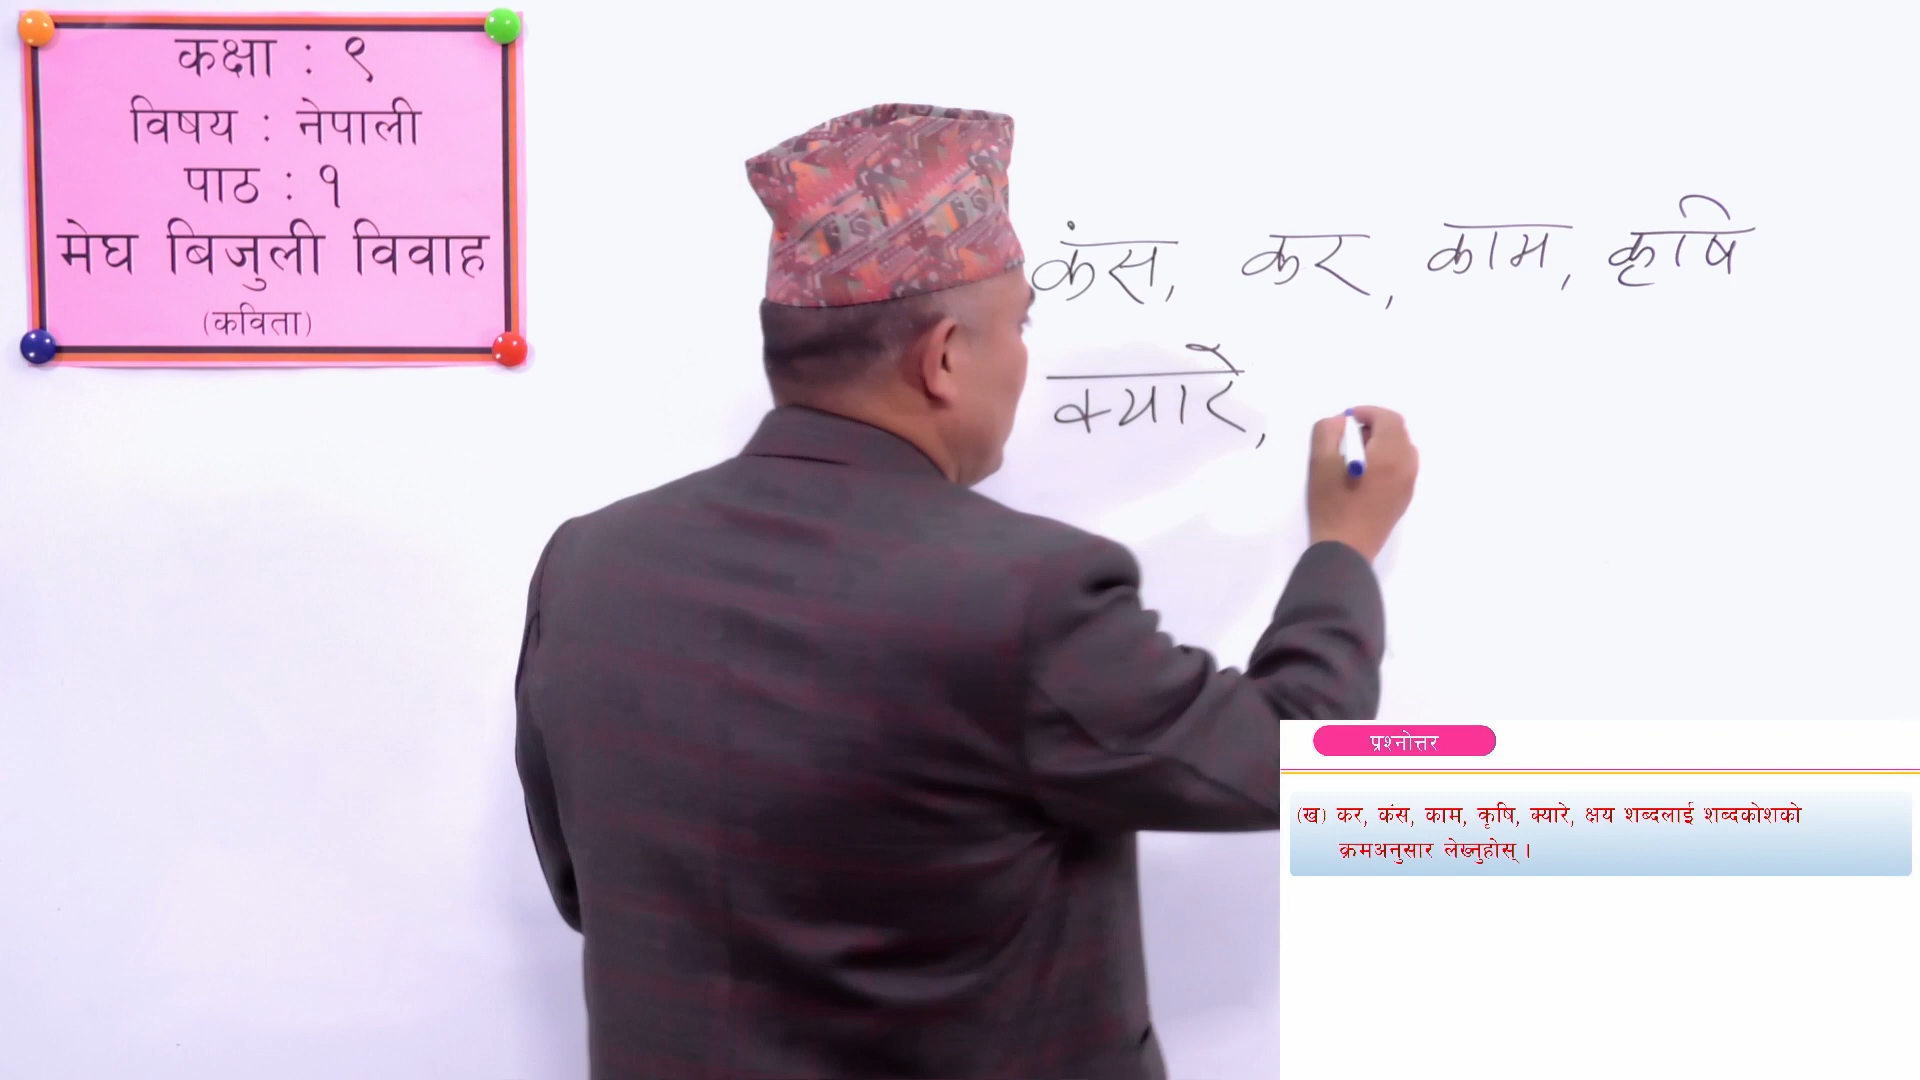 कक्षा : ९
विषय : नेपाली
पाठ : १
मेघ बिजुली विवाह
(कविता)
कंस, कर, काम, कृषि
क्यारे,
प्रश्नोत्तर
(ख) कर, कंस, काम, कृषि, क्यारे, क्षय शब्दलाई शब्दकोशको
क्रमअनुसार लेख्नुहोस् ।